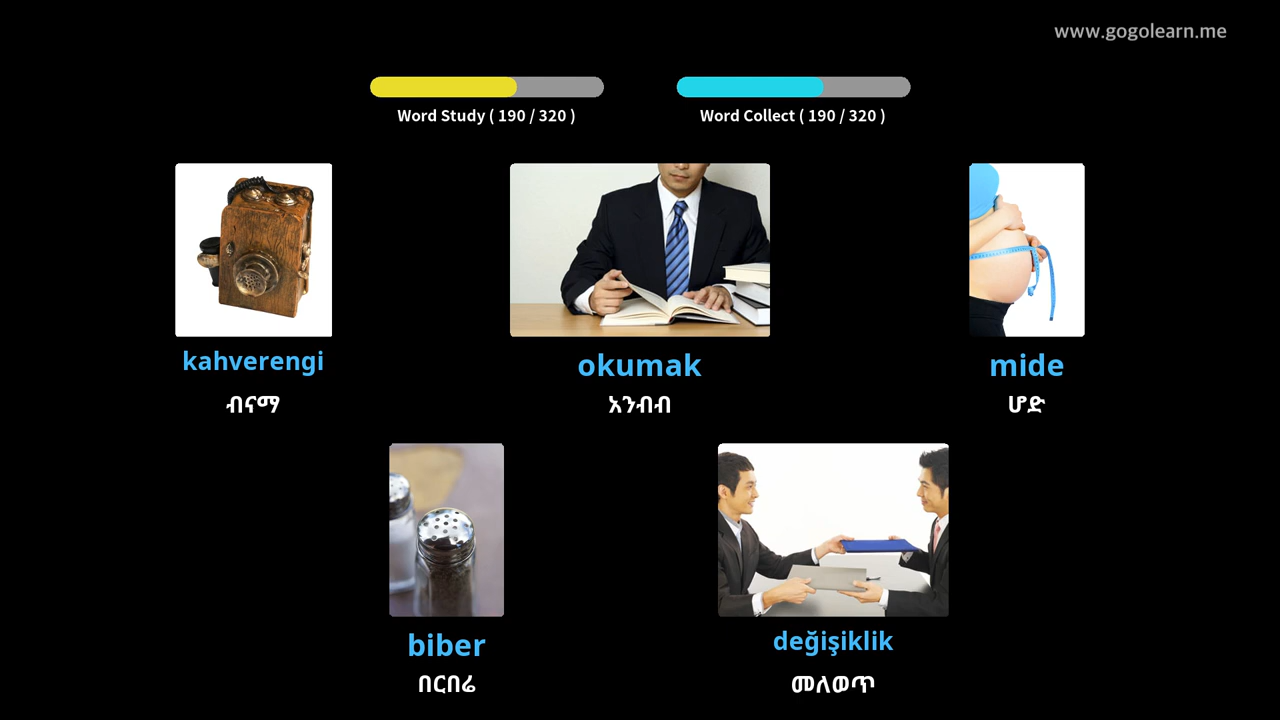 www.gogolearn.me
Word Study ( 190 / 320 )
Word Collect ( 190 / 320 )
kahverengi
ብናማ
okumak
አንብብ
mide
ሆድ
biber
በርበሬ
değişiklik
መለወጥ